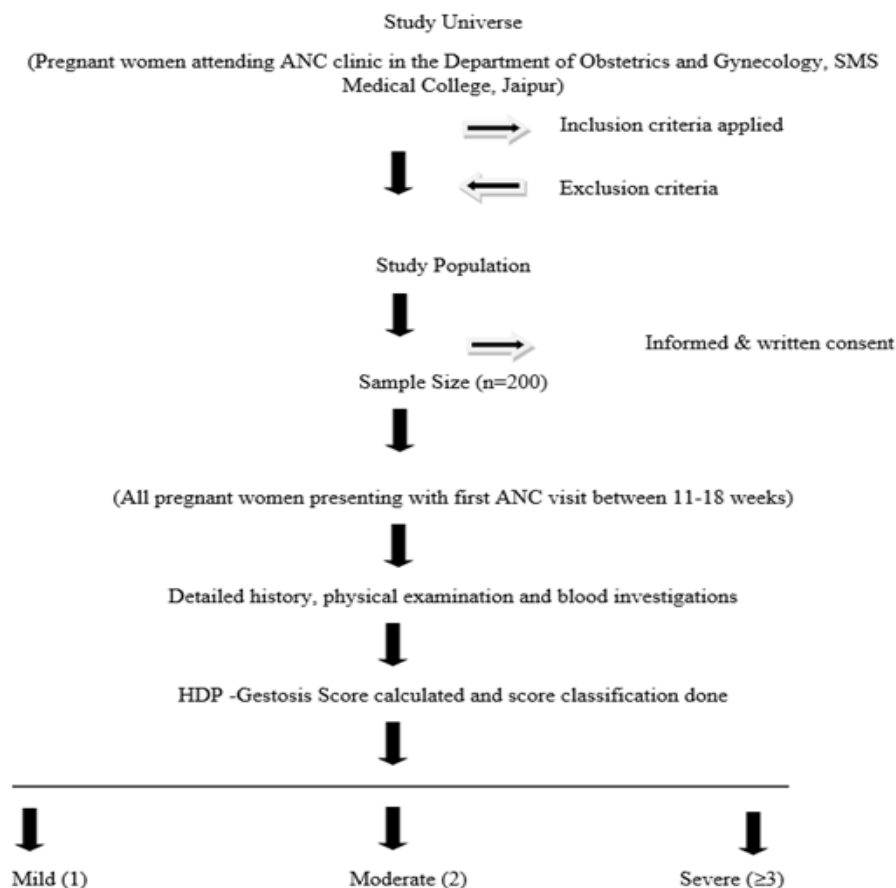 Study Universe
(Pregnant women attending ANC clinic in the Department of Obstetrics and Gynecology, SMS
Medical College, Jaipur)
Inclusion criteria applied
Exclusion criteria
Study Population
Informed & written consent
Sample Size (n=200)
(All pregnant women presenting with first ANC visit between 11-18 weeks)
Detailed history, physical examination and blood investigations
HDP -Gestosis Score calculated and score classification done
Mild (1) Moderate (2) Severe (≥3)